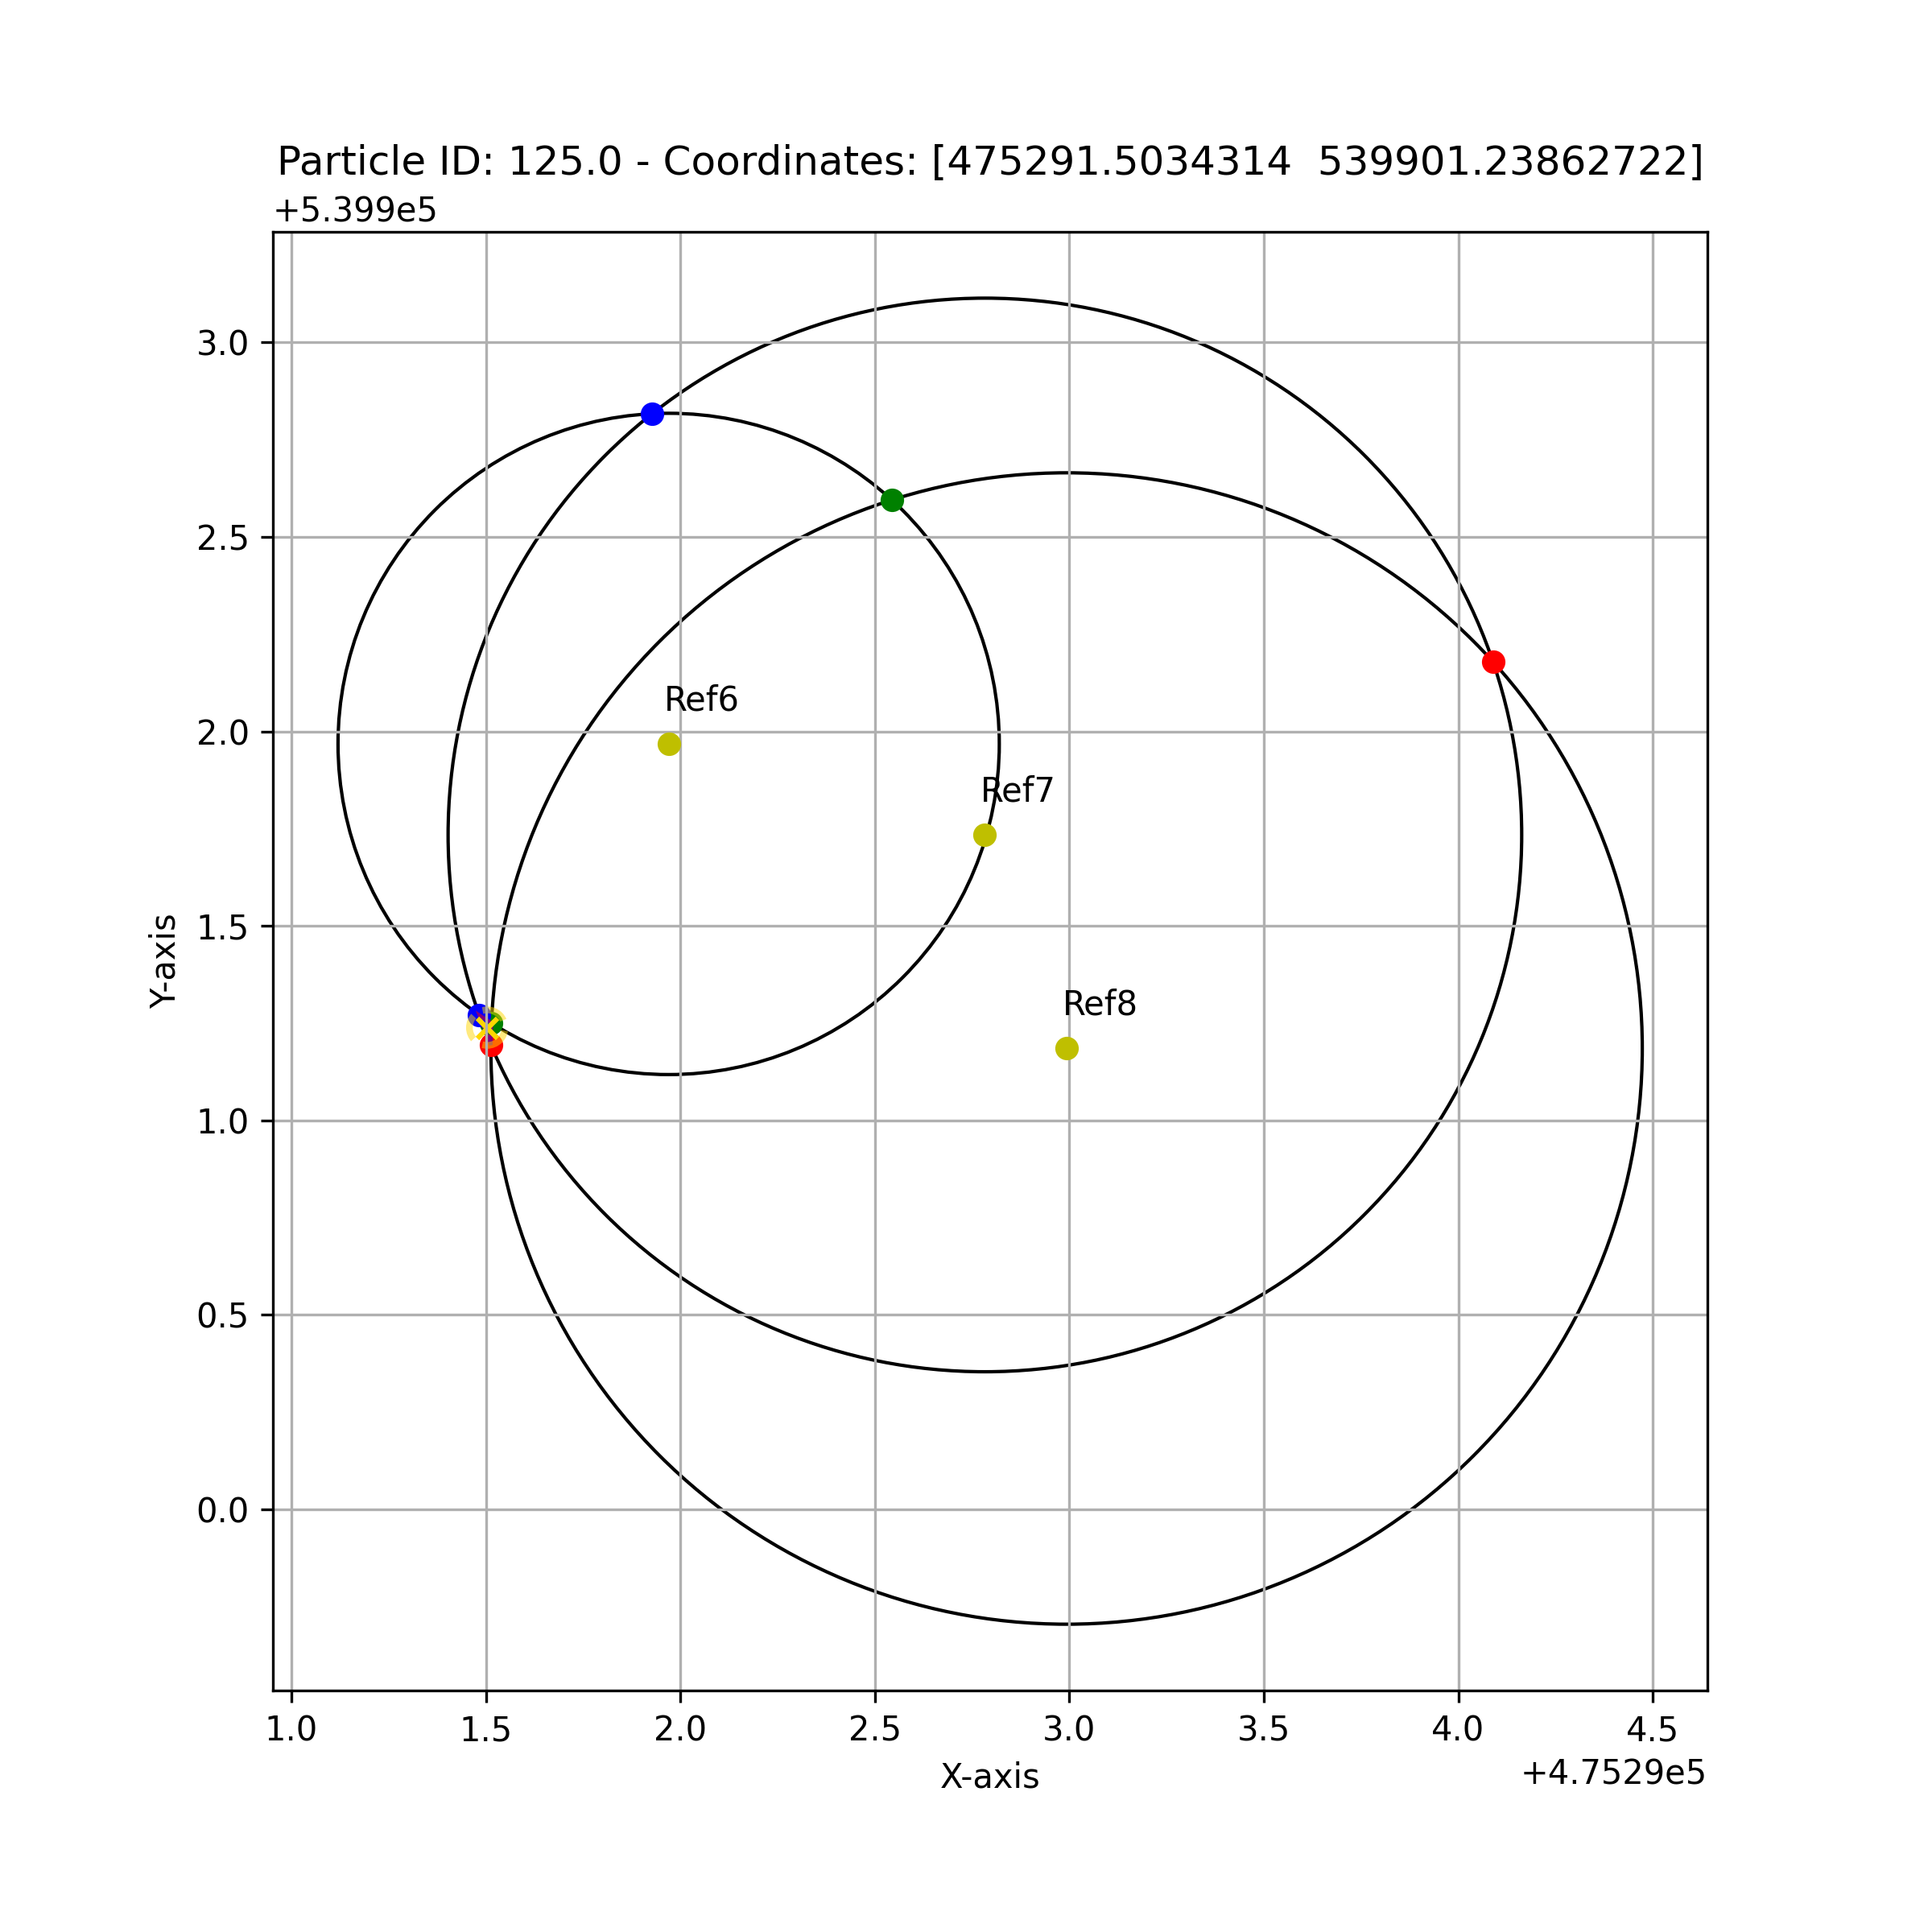 Particle ID: 125.0 - Coordinates: [475291.5034314  539901.23862722]
+5.399e5
3.0
2.5
2.0
1.5
1.0
0.5
0.0
Y-axis
Ref6
Ref7
Ref8
1.0 1.5 2.0 2.5 3.0 3.5 4.0 4.5
X-axis
+4.7529e5